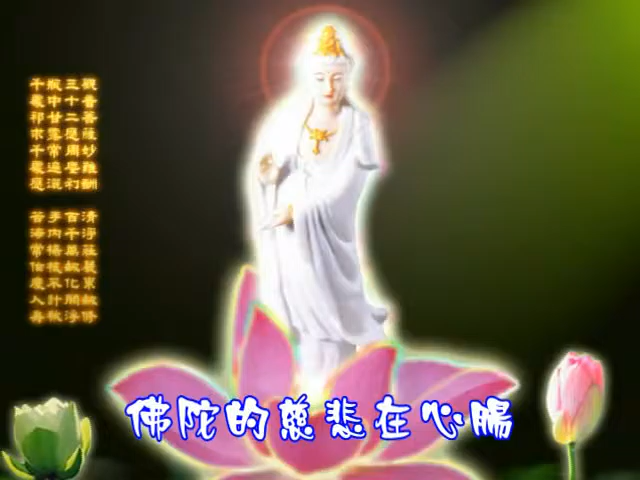 觀音菩薩妙難酬
三十二應周塵剎
瓶中甘露常遍灑
千處祈求千處應
清淨莊嚴累劫修
百千萬劫化閻浮
手內楊枝不計秋
苦海常作度人舟
佛陀的慈悲在心腸